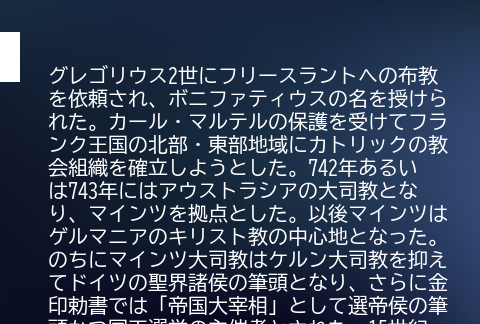 グレゴリウス2世にフリースラントへの布教
を依頼され、ボニファティウスの名を授けら
れた。カール・マルテルの保護を受けてフラ
ンク王国の北部・東部地域にカトリックの教
会組織を確立しようとした。742年あるい
は743年にはアウストラシアの大司教とな
り、マインツを拠点とした。以後マインツは
ゲルマニアのキリスト教の中心地となった。
のちにマインツ大司教はケルン大司教を抑え
てドイツの聖界諸侯の筆頭となり、さらに金
印勅書では「帝国大宰相」として選帝侯の筆